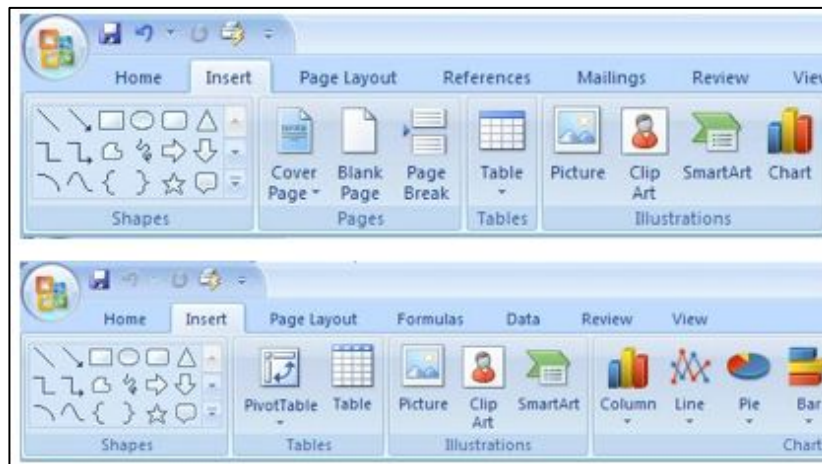 Home Insert Page Layout References Mailings Review View
Cover Page Blank Page Page Break Table Picture Clip Art SmartArt Chart
Shapes Pages Tables Illustrations
Home Insert Page Layout Formulas Data Review View
PivotTable Table Picture Clip Art SmartArt Column Line Pie Bar
Shapes Tables Illustrations Chart